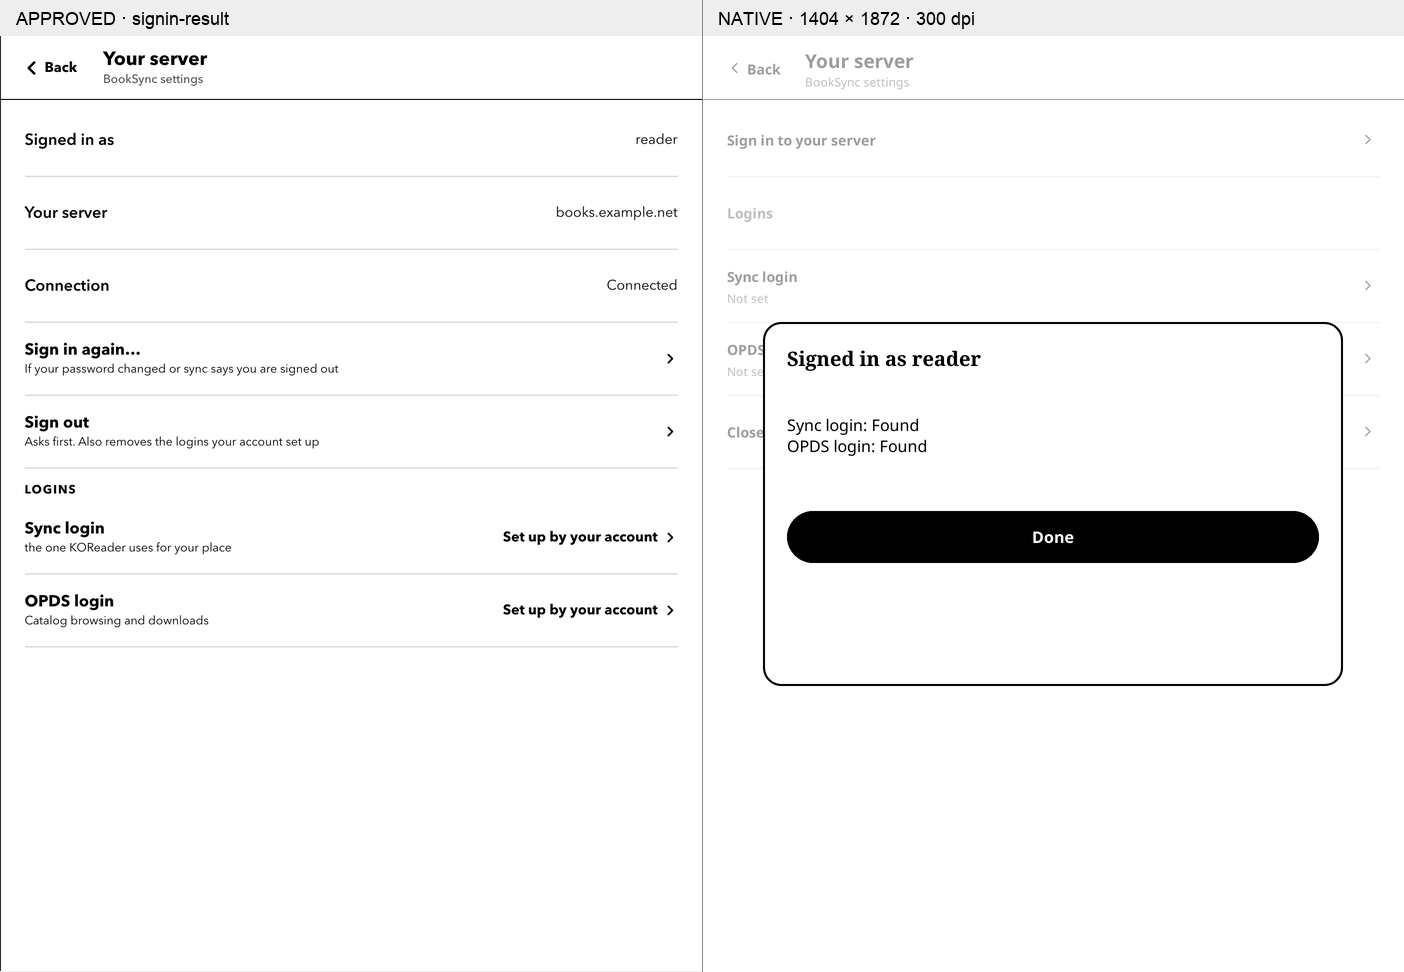 APPROVED · signin-result
Back
Your server
BookSync settings
Signed in as
reader
Your server
books.example.net
Connection
Connected
Sign in again...
If your password changed or sync says you are signed out
Sign out
Asks first. Also removes the logins your account set up
LOGINS
Sync login
the one KOReader uses for your place
Set up by your account
OPDS login
Catalog browsing and downloads
Set up by your account
NATIVE · 1404 × 1872 · 300 dpi
Back
Your server
BookSync settings
Sign in to your server
Logins
Sync login
Not set
OPDS
Not se
Close
Signed in as reader
Sync login: Found
OPDS login: Found
Done